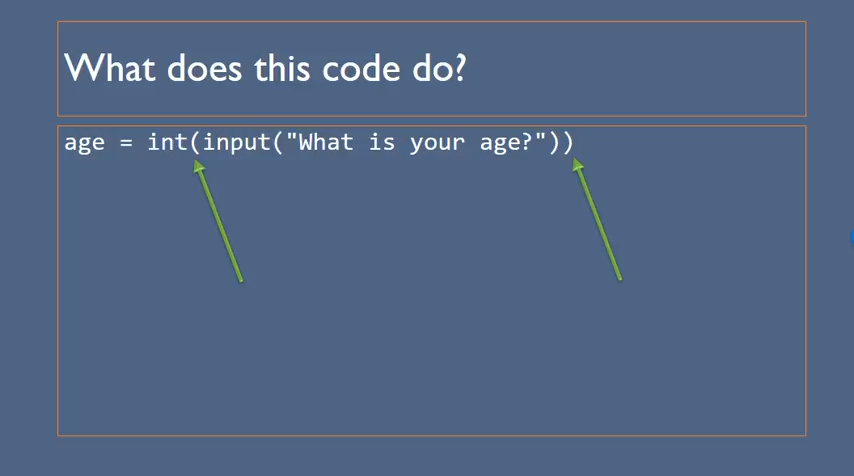 What does this code do?
age = int(input("What is your age?"))